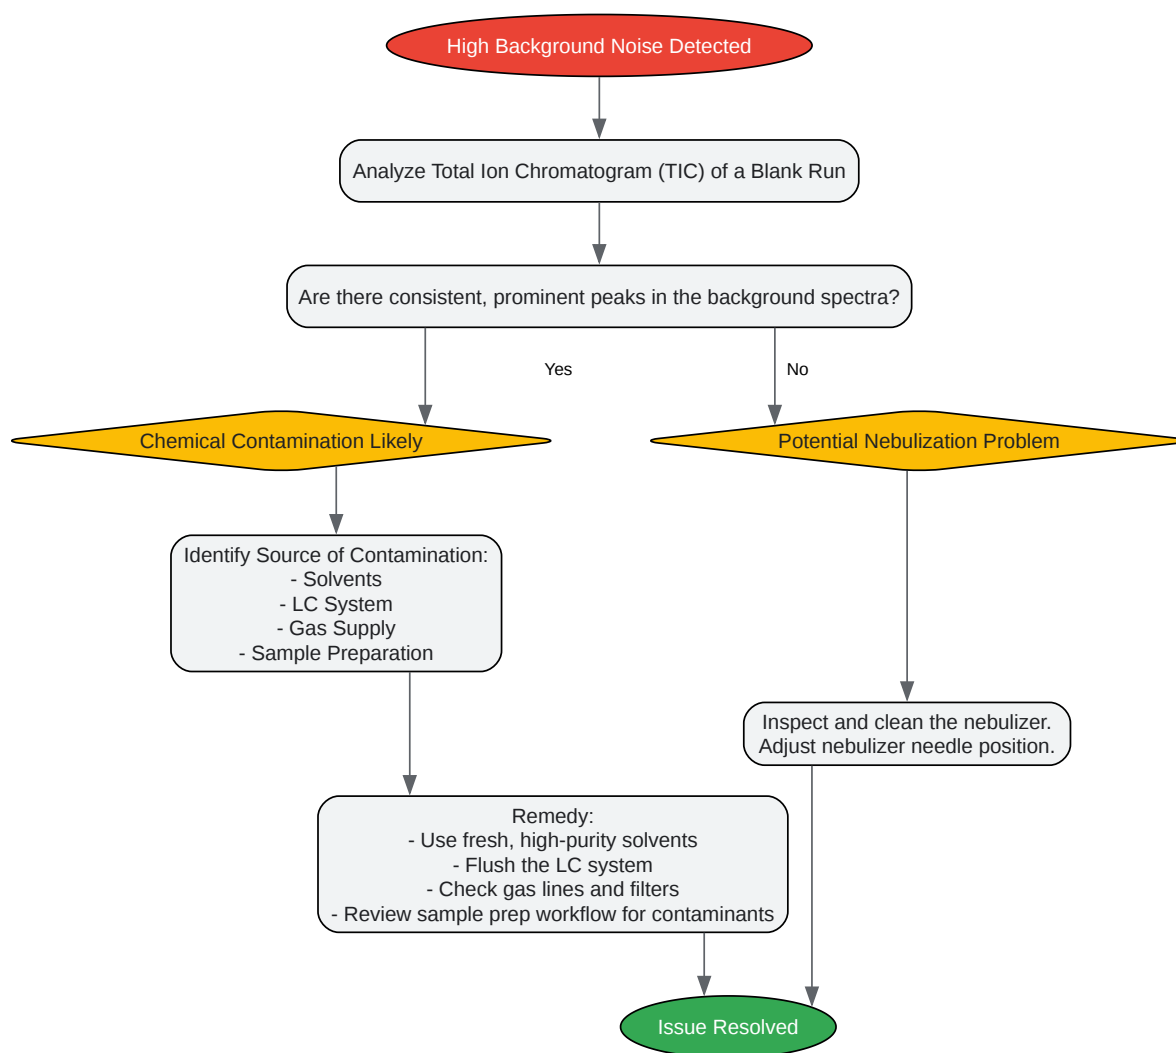 High Background Noise Detected
Analyze Total Ion Chromatogram (TIC) of a Blank Run
Are there consistent, prominent peaks in the background spectra?
Yes
No
Chemical Contamination Likely
Potential Nebulization Problem
Identify Source of Contamination:
- Solvents
- LC System
- Gas Supply
- Sample Preparation
Inspect and clean the nebulizer.
Adjust nebulizer needle position.
Remedy:
- Use fresh, high-purity solvents
- Flush the LC system
- Check gas lines and filters
- Review sample prep workflow for contaminants
Issue Resolved